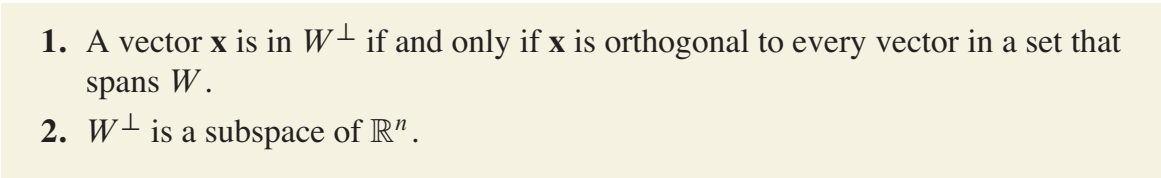 1. A vector x is in W⊥ if and only if x is orthogonal to every vector in a set that
spans W.
2. W⊥ is a subspace of ℝⁿ.